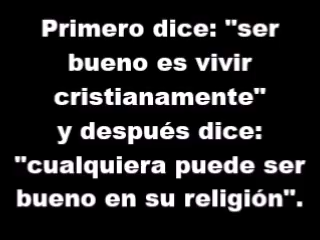 Primero dice: "ser
bueno es vivir
cristianamente"
y después dice:
"cualquiera puede ser
bueno en su religión".